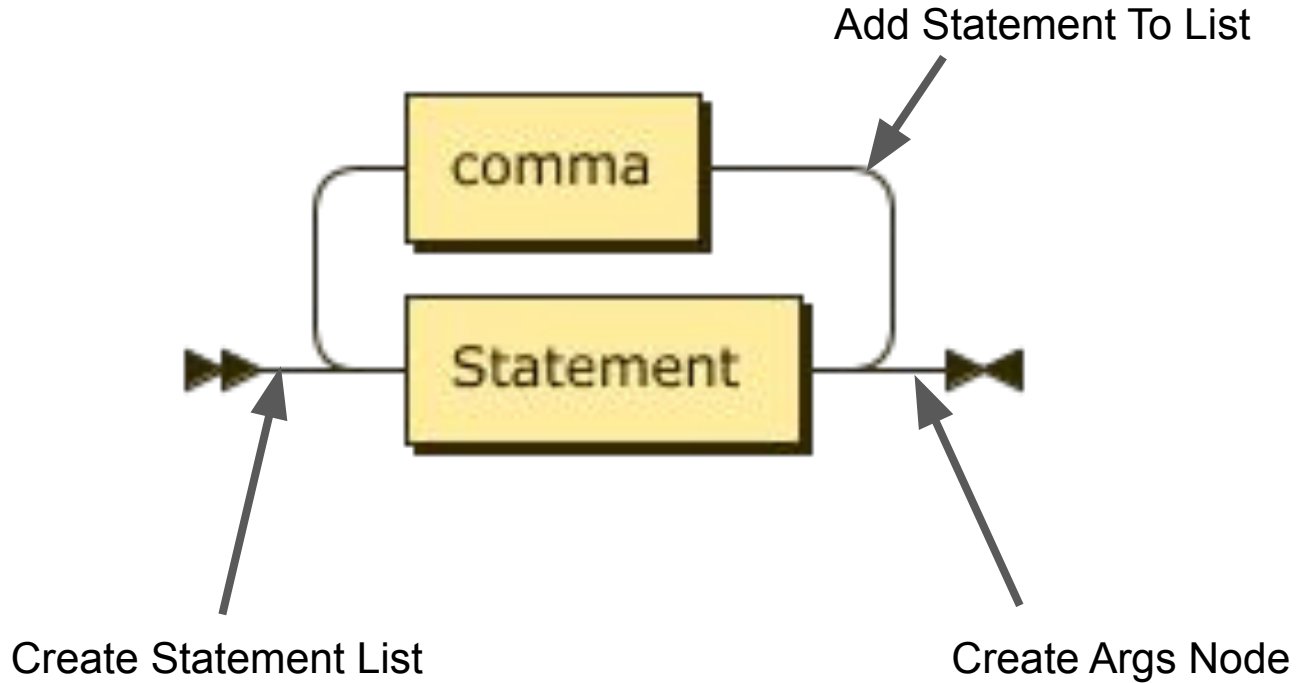 Add Statement To List
comma
Statement
Create Statement List
Create Args Node